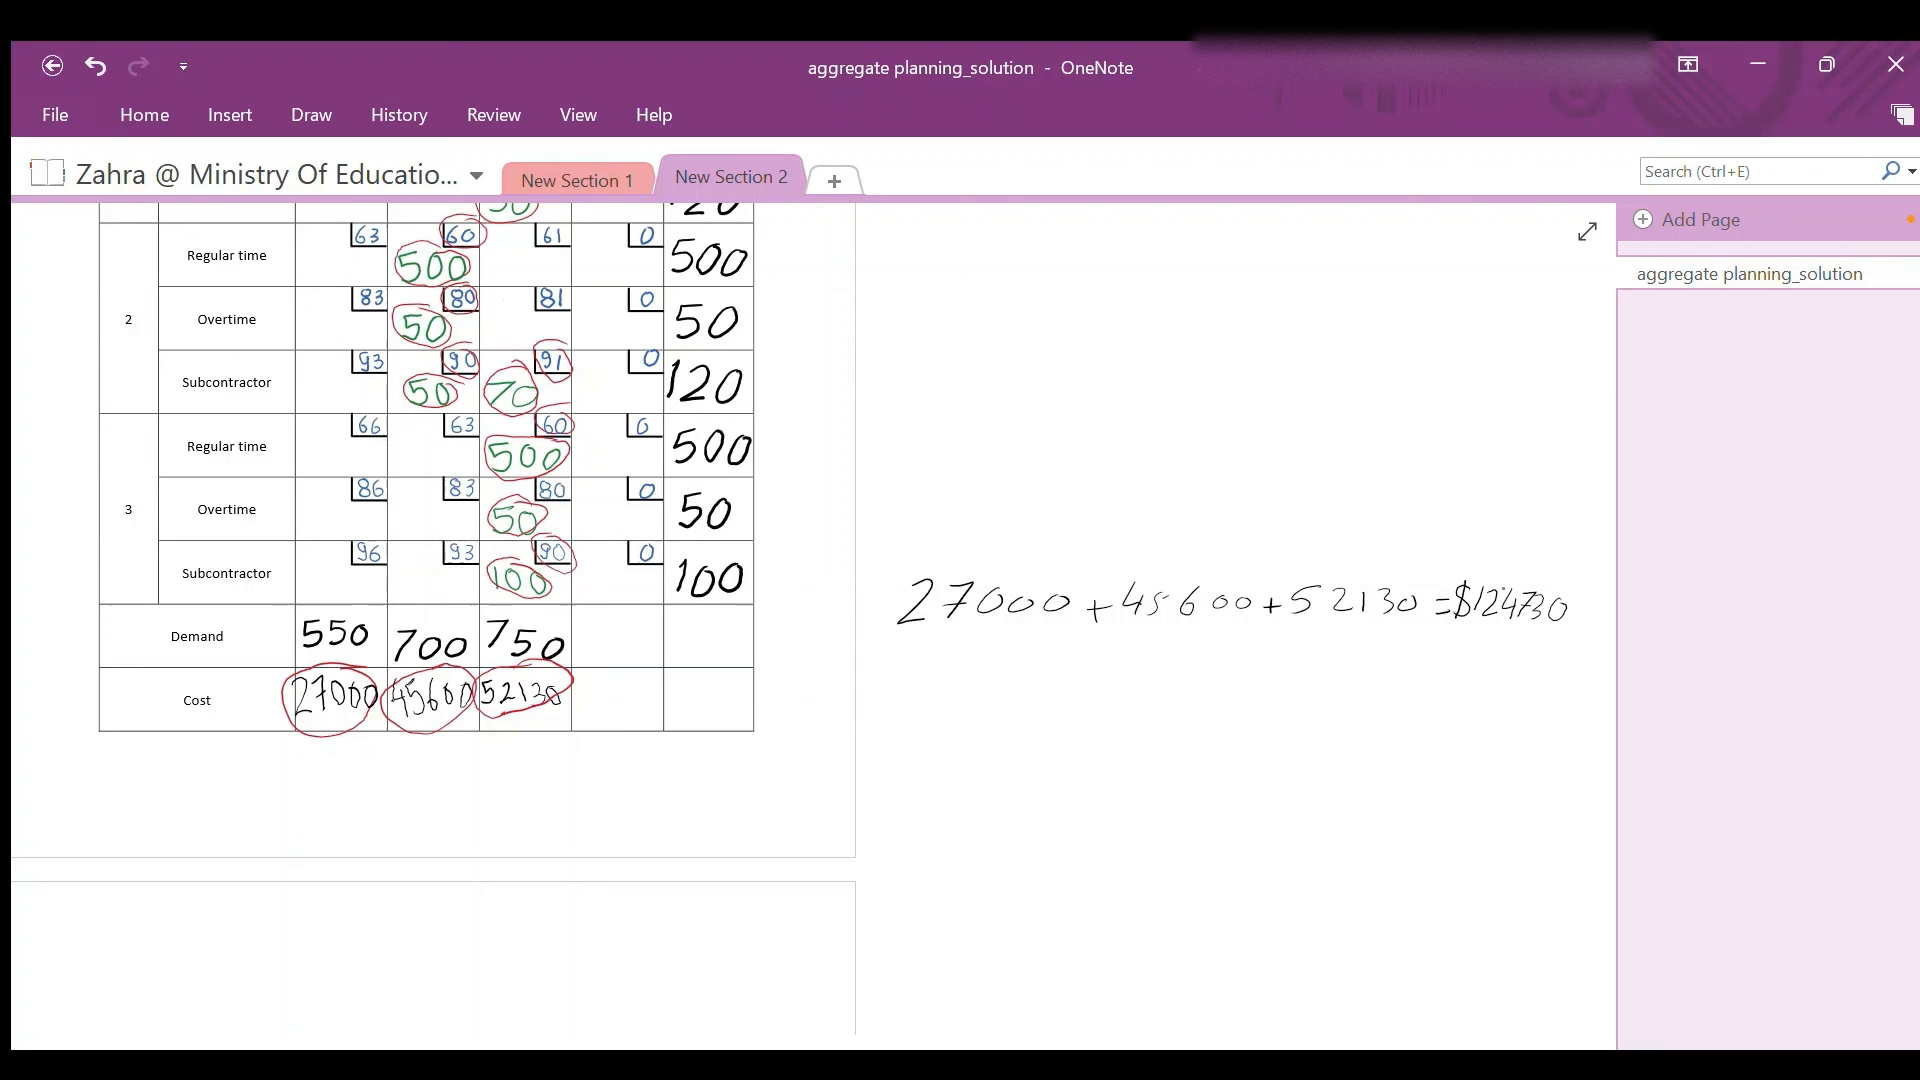 aggregate planning_solution - OneNote
File Home Insert Draw History Review View Help
Zahra @ Ministry Of Educatio... New Section 1 New Section 2 + Search (Ctrl+E)
Add Page
aggregate planning_solution
2
Regular time 63 60 61 0
500 500
Overtime 83 80 81 0
50 50
Subcontractor 93 90 91 0
50 70 120
3
Regular time 66 63 60 0
500 500
Overtime 86 83 80 0
50 50
Subcontractor 96 93 90 0
100 100
Demand 550 700 750
Cost 27000 45600 52130
27000+45600+52130=$124730